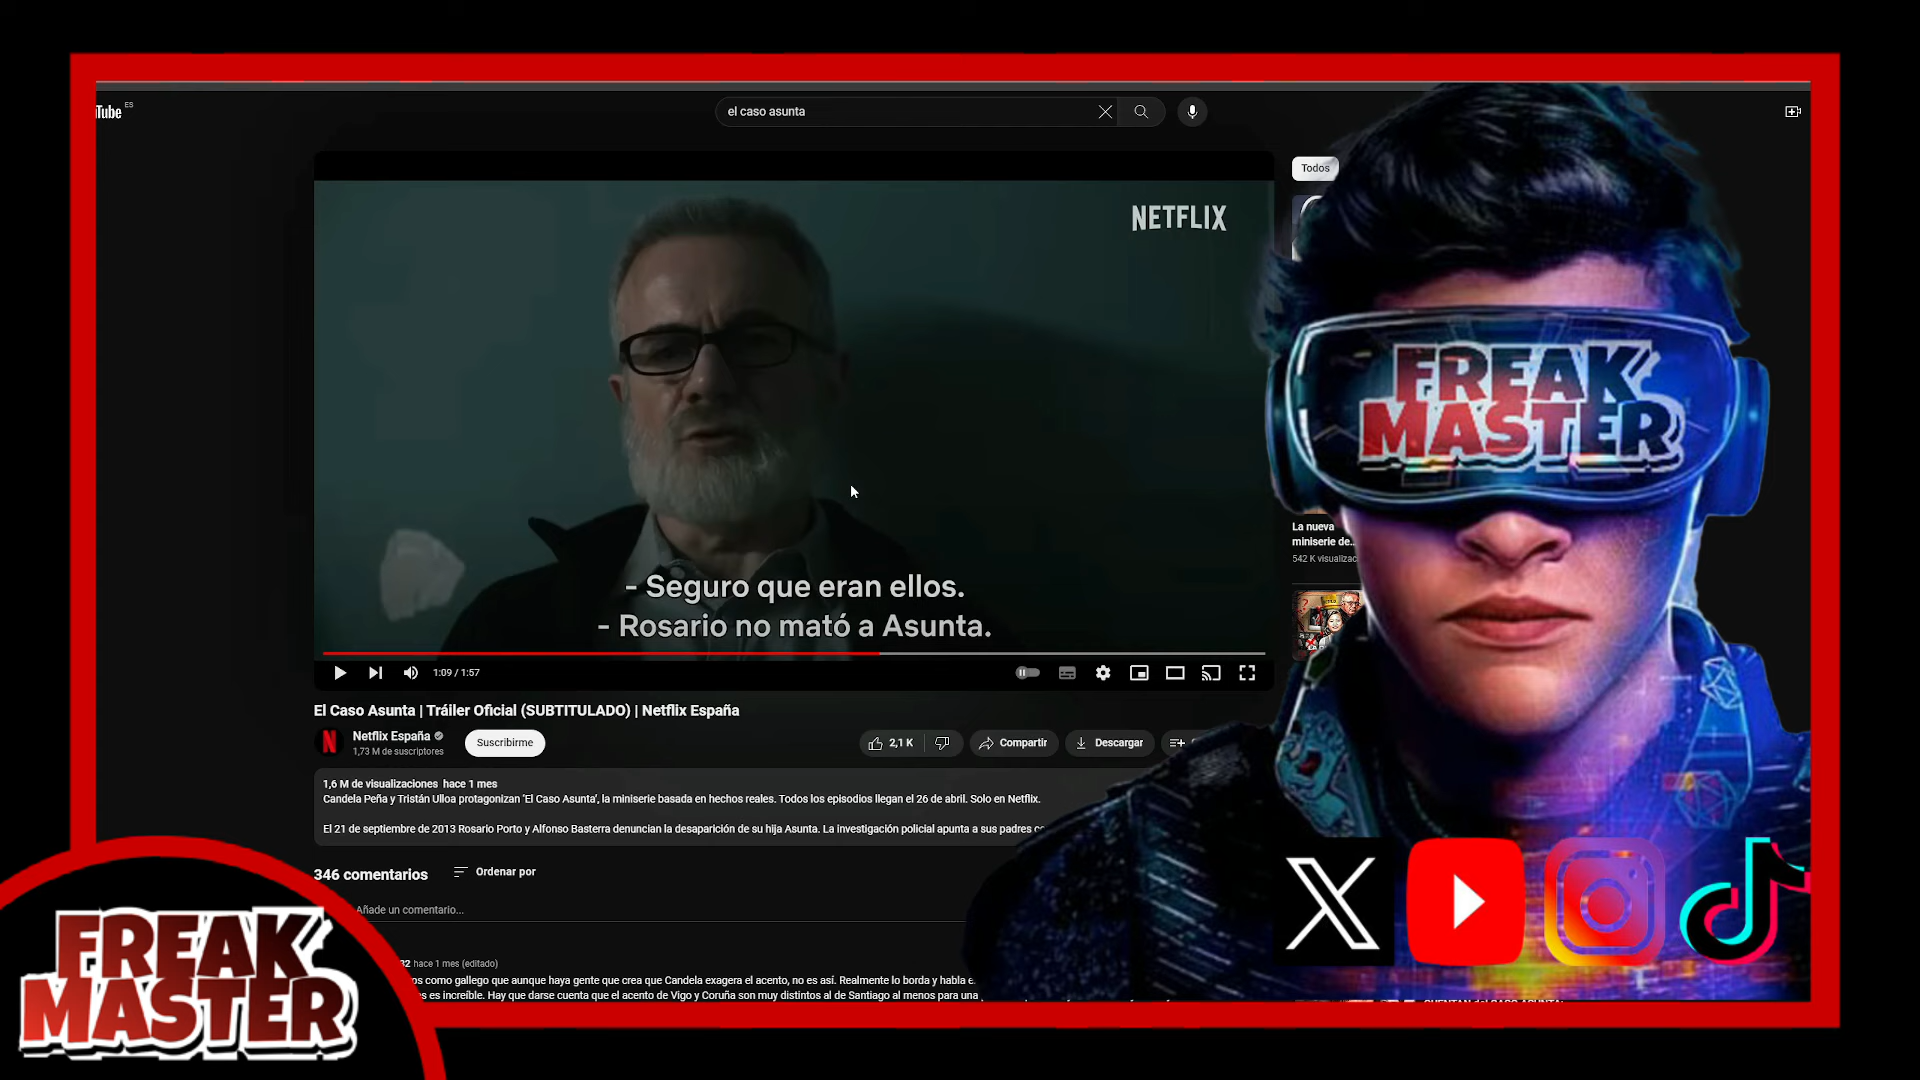 Tube ES
el caso asunta
Todos
NETFLIX
- Seguro que eran ellos.
- Rosario no mató a Asunta.
1:09 / 1:57
El Caso Asunta | Tráiler Oficial (SUBTITULADO) | Netflix España
Netflix España
1,73 M de suscriptores
Suscribirme
2,1 K
Compartir
Descargar
1,6 M de visualizaciones hace 1 mes
Candela Peña y Tristán Ulloa protagonizan 'El Caso Asunta', la miniserie basada en hechos reales. Todos los episodios llegan el 26 de abril. Solo en Netflix.
El 21 de septiembre de 2013 Rosario Porto y Alfonso Basterra denuncian la desaparición de su hija Asunta. La investigación policial apunta a sus padres
346 comentarios
Ordenar por
Añade un comentario...
hace 1 mes (editado)
como gallego que aunque haya gente que crea que Candela exagera el acento, no es así. Realmente lo borda y habla
es increíble. Hay que darse cuenta que el acento de Vigo y Coruña son muy distintos al de Santiago al menos para una
La nueva
miniserie de...
542 K
FREAK
MASTER
FREAK
MASTER